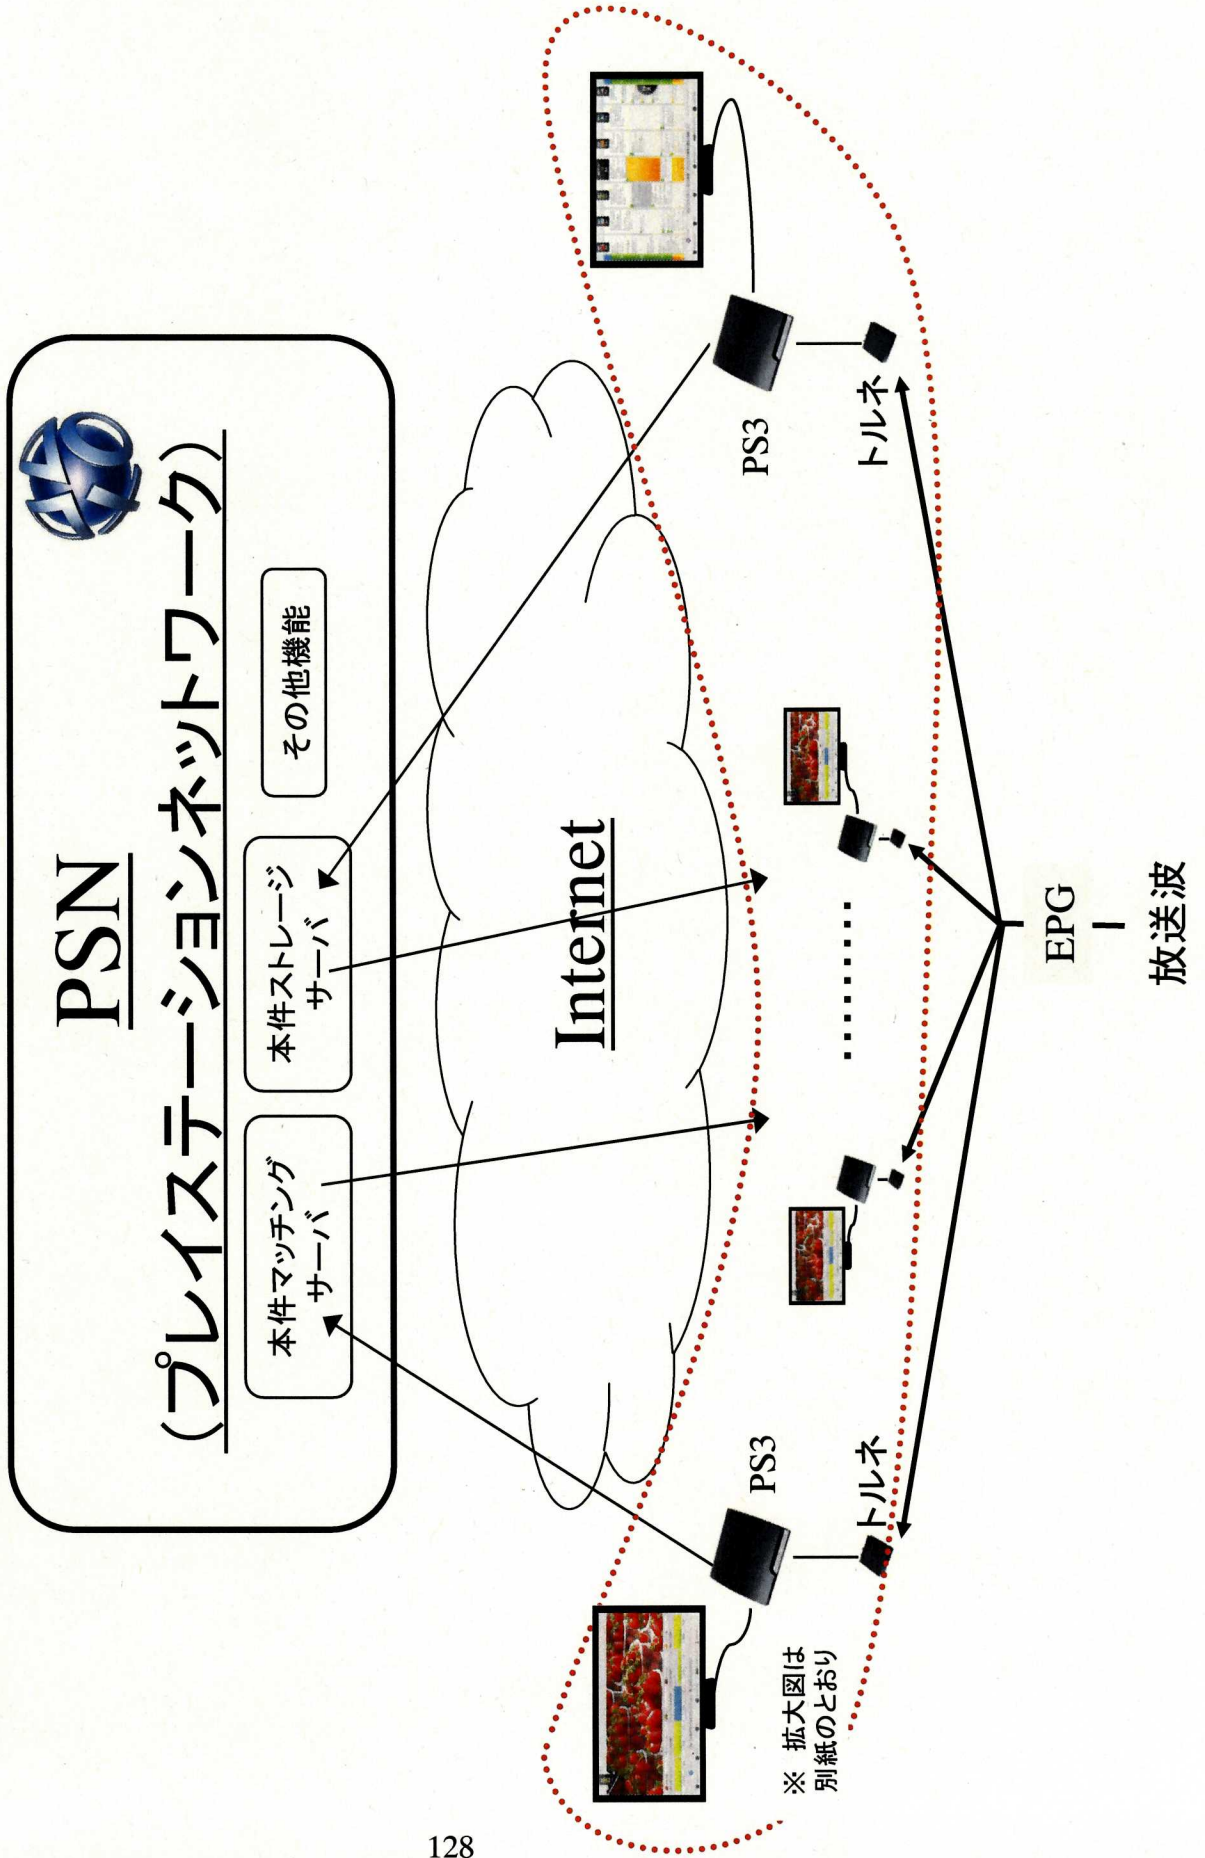 PSN
(プレイステーションネットワーク)
本件マッチング
サーバ
本件ストレージ
サーバ
その他機能
Internet
PS3
PS3
トルネ
トルネ
※ 拡大図は
別紙のとおり
EPG
放送波
128